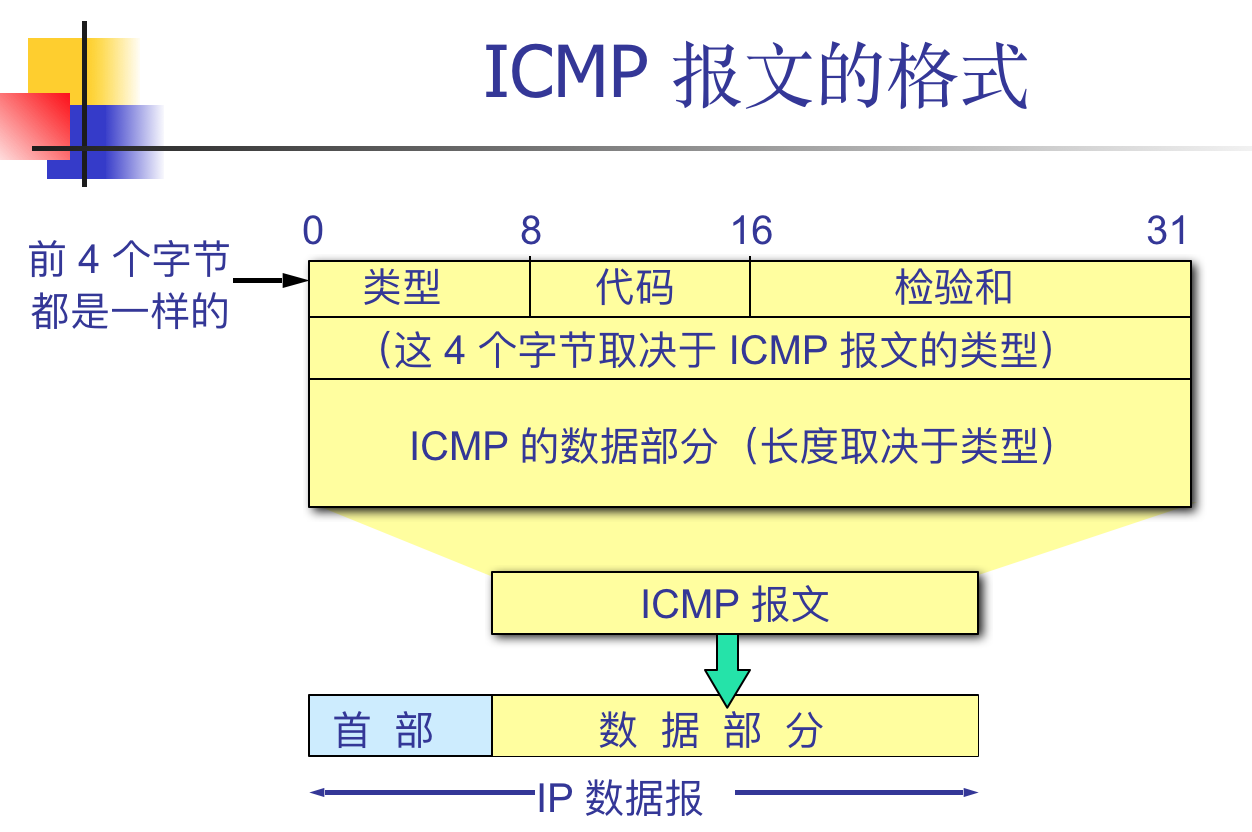 ICMP 报文的格式
0 8 16 31
前 4 个字节
都是一样的
类型 代码 检验和
（这 4 个字节取决于 ICMP 报文的类型）
ICMP 的数据部分（长度取决于类型）
ICMP 报文
首 部 数 据 部 分
IP 数据报